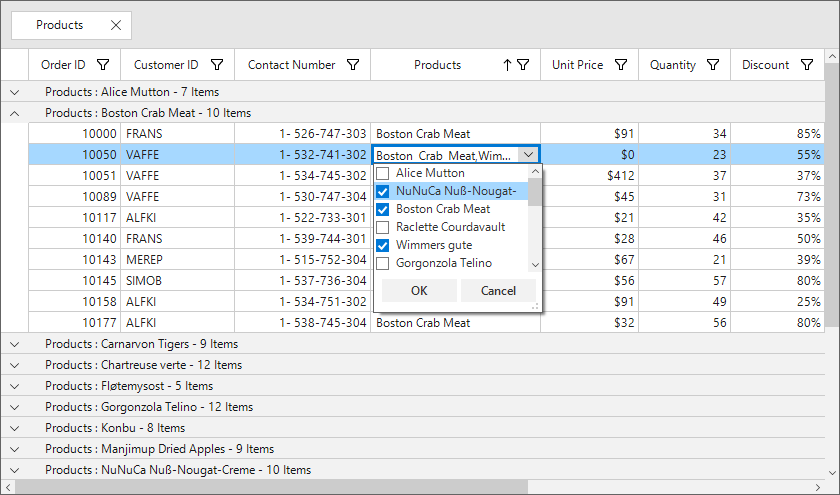 Products
Order ID Customer ID Contact Number Products Unit Price Quantity Discount
Products : Alice Mutton - 7 Items
Products : Boston Crab Meat - 10 Items
10000 FRANS 1- 526-747-303 Boston Crab Meat $91 34 85%
10050 VAFFE 1- 532-741-302 Boston Crab Meat,Wim... $0 23 55%
10051 VAFFE 1- 534-745-302 Alice Mutton $412 37 37%
10089 VAFFE 1- 530-747-304 NuNuCa Nuß-Nougat- $45 31 73%
10117 ALFKI 1- 522-733-301 Boston Crab Meat $21 42 35%
10140 FRANS 1- 539-744-301 Raclette Courdavault $28 46 50%
Wimmers gute
10143 MEREP 1- 515-752-304 Gorgonzola Telino $67 21 39%
10145 SIMOB 1- 537-736-304 $56 57 80%
OK Cancel
10158 ALFKI 1- 534-751-302 $91 49 25%
10177 ALFKI 1- 538-745-304 Boston Crab Meat $32 56 80%
Products : Carnarvon Tigers - 9 Items
Products : Chartreuse verte - 12 Items
Products : Fløtemysost - 5 Items
Products : Gorgonzola Telino - 12 Items
Products : Konbu - 8 Items
Products : Manjimup Dried Apples - 9 Items
Products : NuNuCa Nuß-Nougat-Creme - 10 Items